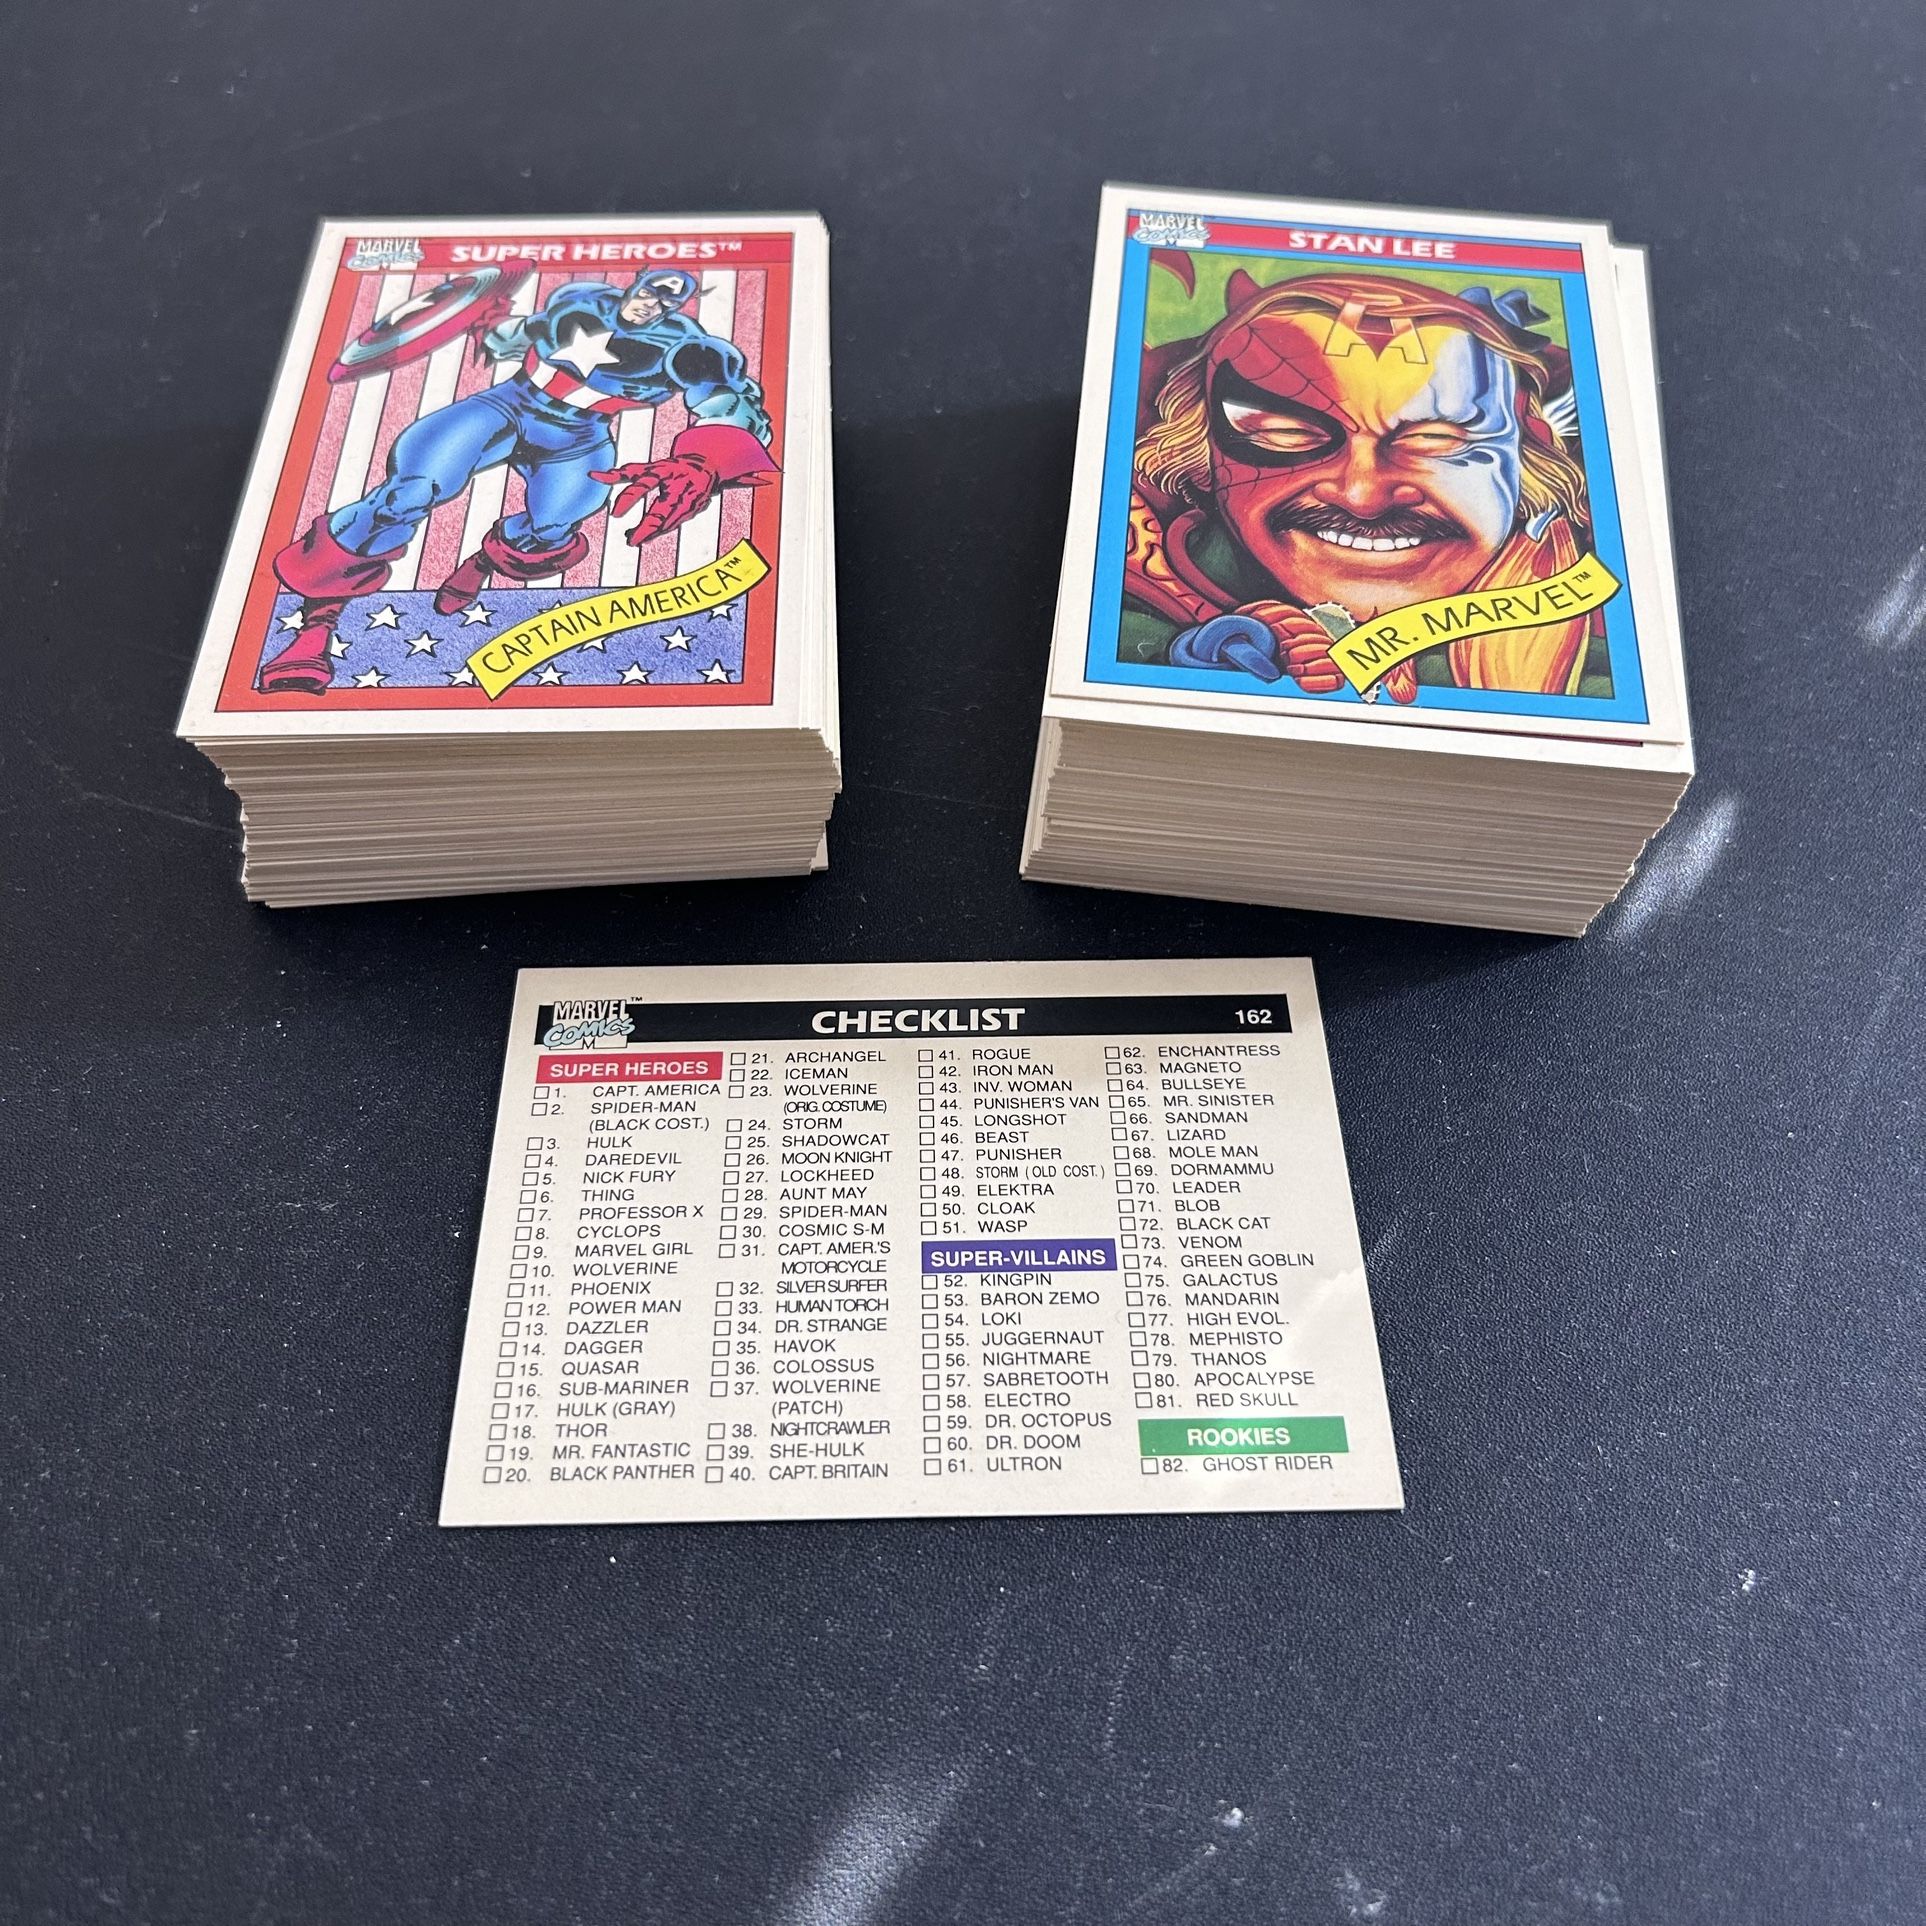 MARVEL
COMICS
SUPER HEROES™
CAPTAIN AMERICA™
MARVEL
COMICS
STAN LEE
MR. MARVEL™
MARVEL™
COMICS
M
CHECKLIST
162
SUPER HEROES
1. CAPT. AMERICA
2. SPIDER-MAN
(BLACK COST.)
3. HULK
4. DAREDEVIL
5. NICK FURY
6. THING
7. PROFESSOR X
8. CYCLOPS
9. MARVEL GIRL
10. WOLVERINE
11. PHOENIX
12. POWER MAN
13. DAZZLER
14. DAGGER
15. QUASAR
16. SUB-MARINER
17. HULK (GRAY)
18. THOR
19. MR. FANTASTIC
20. BLACK PANTHER
21. ARCHANGEL
22. ICEMAN
23. WOLVERINE
(ORIG. COSTUME)
24. STORM
25. SHADOWCAT
26. MOON KNIGHT
27. LOCKHEED
28. AUNT MAY
29. SPIDER-MAN
30. COSMIC S-M
31. CAPT. AMER.'S
MOTORCYCLE
32. SILVER SURFER
33. HUMAN TORCH
34. DR. STRANGE
35. HAVOK
36. COLOSSUS
37. WOLVERINE
(PATCH)
38. NIGHTCRAWLER
39. SHE-HULK
40. CAPT. BRITAIN
41. ROGUE
42. IRON MAN
43. INV. WOMAN
44. PUNISHER'S VAN
45. LONGSHOT
46. BEAST
47. PUNISHER
48. STORM (OLD COST.)
49. ELEKTRA
50. CLOAK
51. WASP
SUPER-VILLAINS
52. KINGPIN
53. BARON ZEMO
54. LOKI
55. JUGGERNAUT
56. NIGHTMARE
57. SABRETOOTH
58. ELECTRO
59. DR. OCTOPUS
60. DR. DOOM
61. ULTRON
62. ENCHANTRESS
63. MAGNETO
64. BULLSEYE
65. MR. SINISTER
66. SANDMAN
67. LIZARD
68. MOLE MAN
69. DORMAMMU
70. LEADER
71. BLOB
72. BLACK CAT
73. VENOM
74. GREEN GOBLIN
75. GALACTUS
76. MANDARIN
77. HIGH EVOL.
78. MEPHISTO
79. THANOS
80. APOCALYPSE
81. RED SKULL
ROOKIES
82. GHOST RIDER